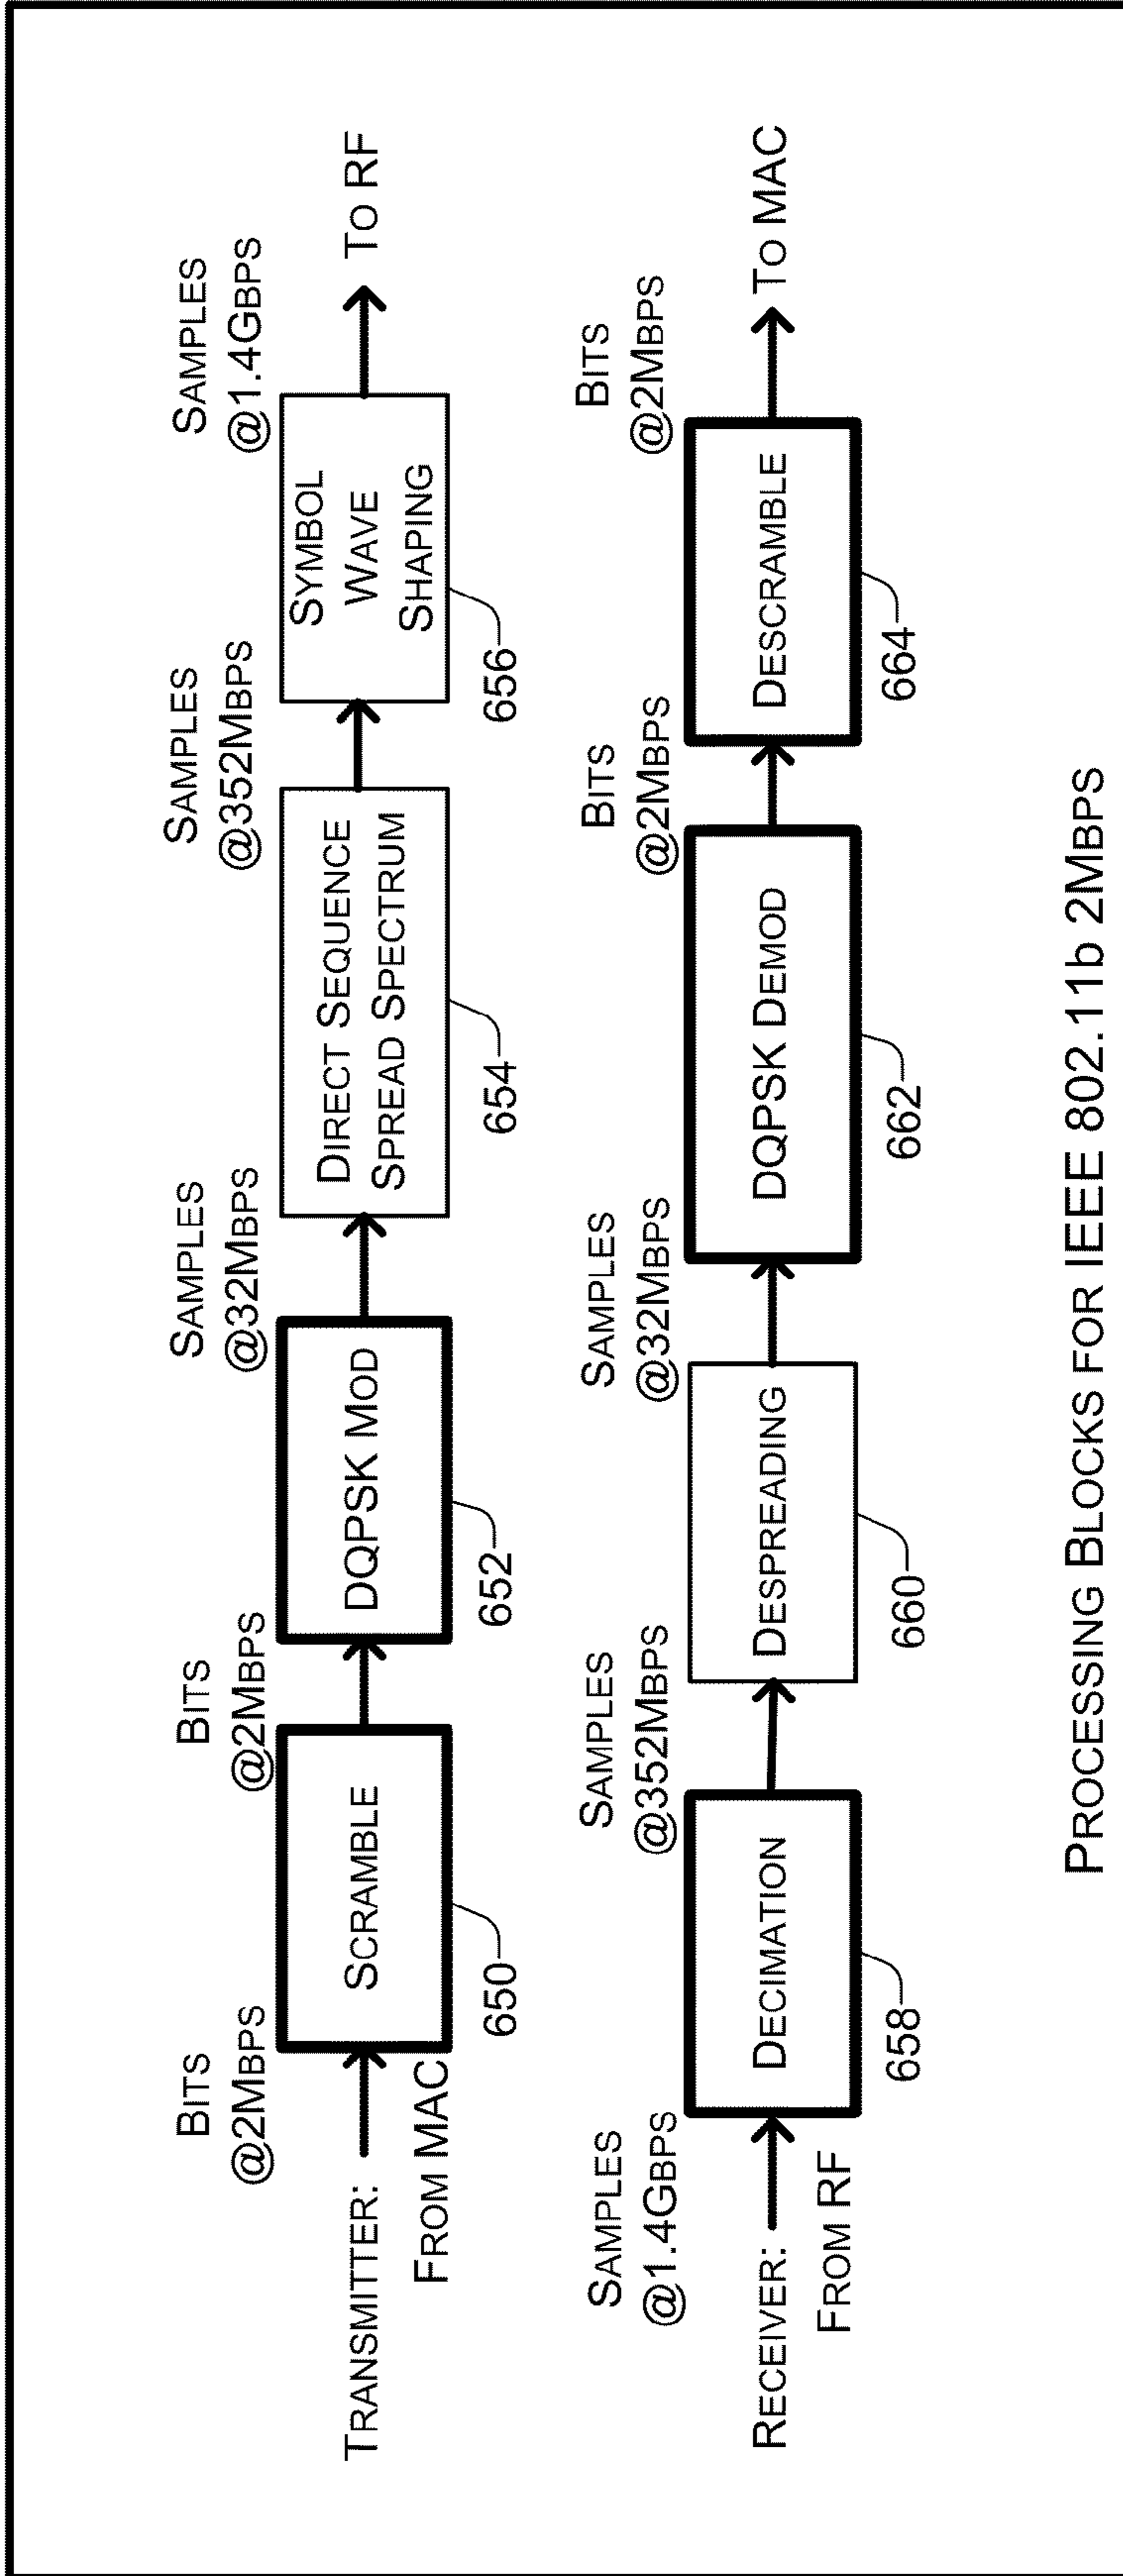 TRANSMITTER:
FROM MAC
BITS
@2MBPS
SCRAMBLE
650
BITS
@2MBPS
DQPSK MOD
652
SAMPLES
@32MBPS
DIRECT SEQUENCE
SPREAD SPECTRUM
654
SAMPLES
@352MBPS
SYMBOL
WAVE
SHAPING
656
SAMPLES
@1.4GBPS
TO RF
RECEIVER:
FROM RF
SAMPLES
@1.4GBPS
DECIMATION
658
SAMPLES
@352MBPS
DESPREADING
660
SAMPLES
@32MBPS
DQPSK DEMOD
662
BITS
@2MBPS
DESCRAMBLE
664
BITS
@2MBPS
TO MAC
PROCESSING BLOCKS FOR IEEE 802.11b 2MBPS